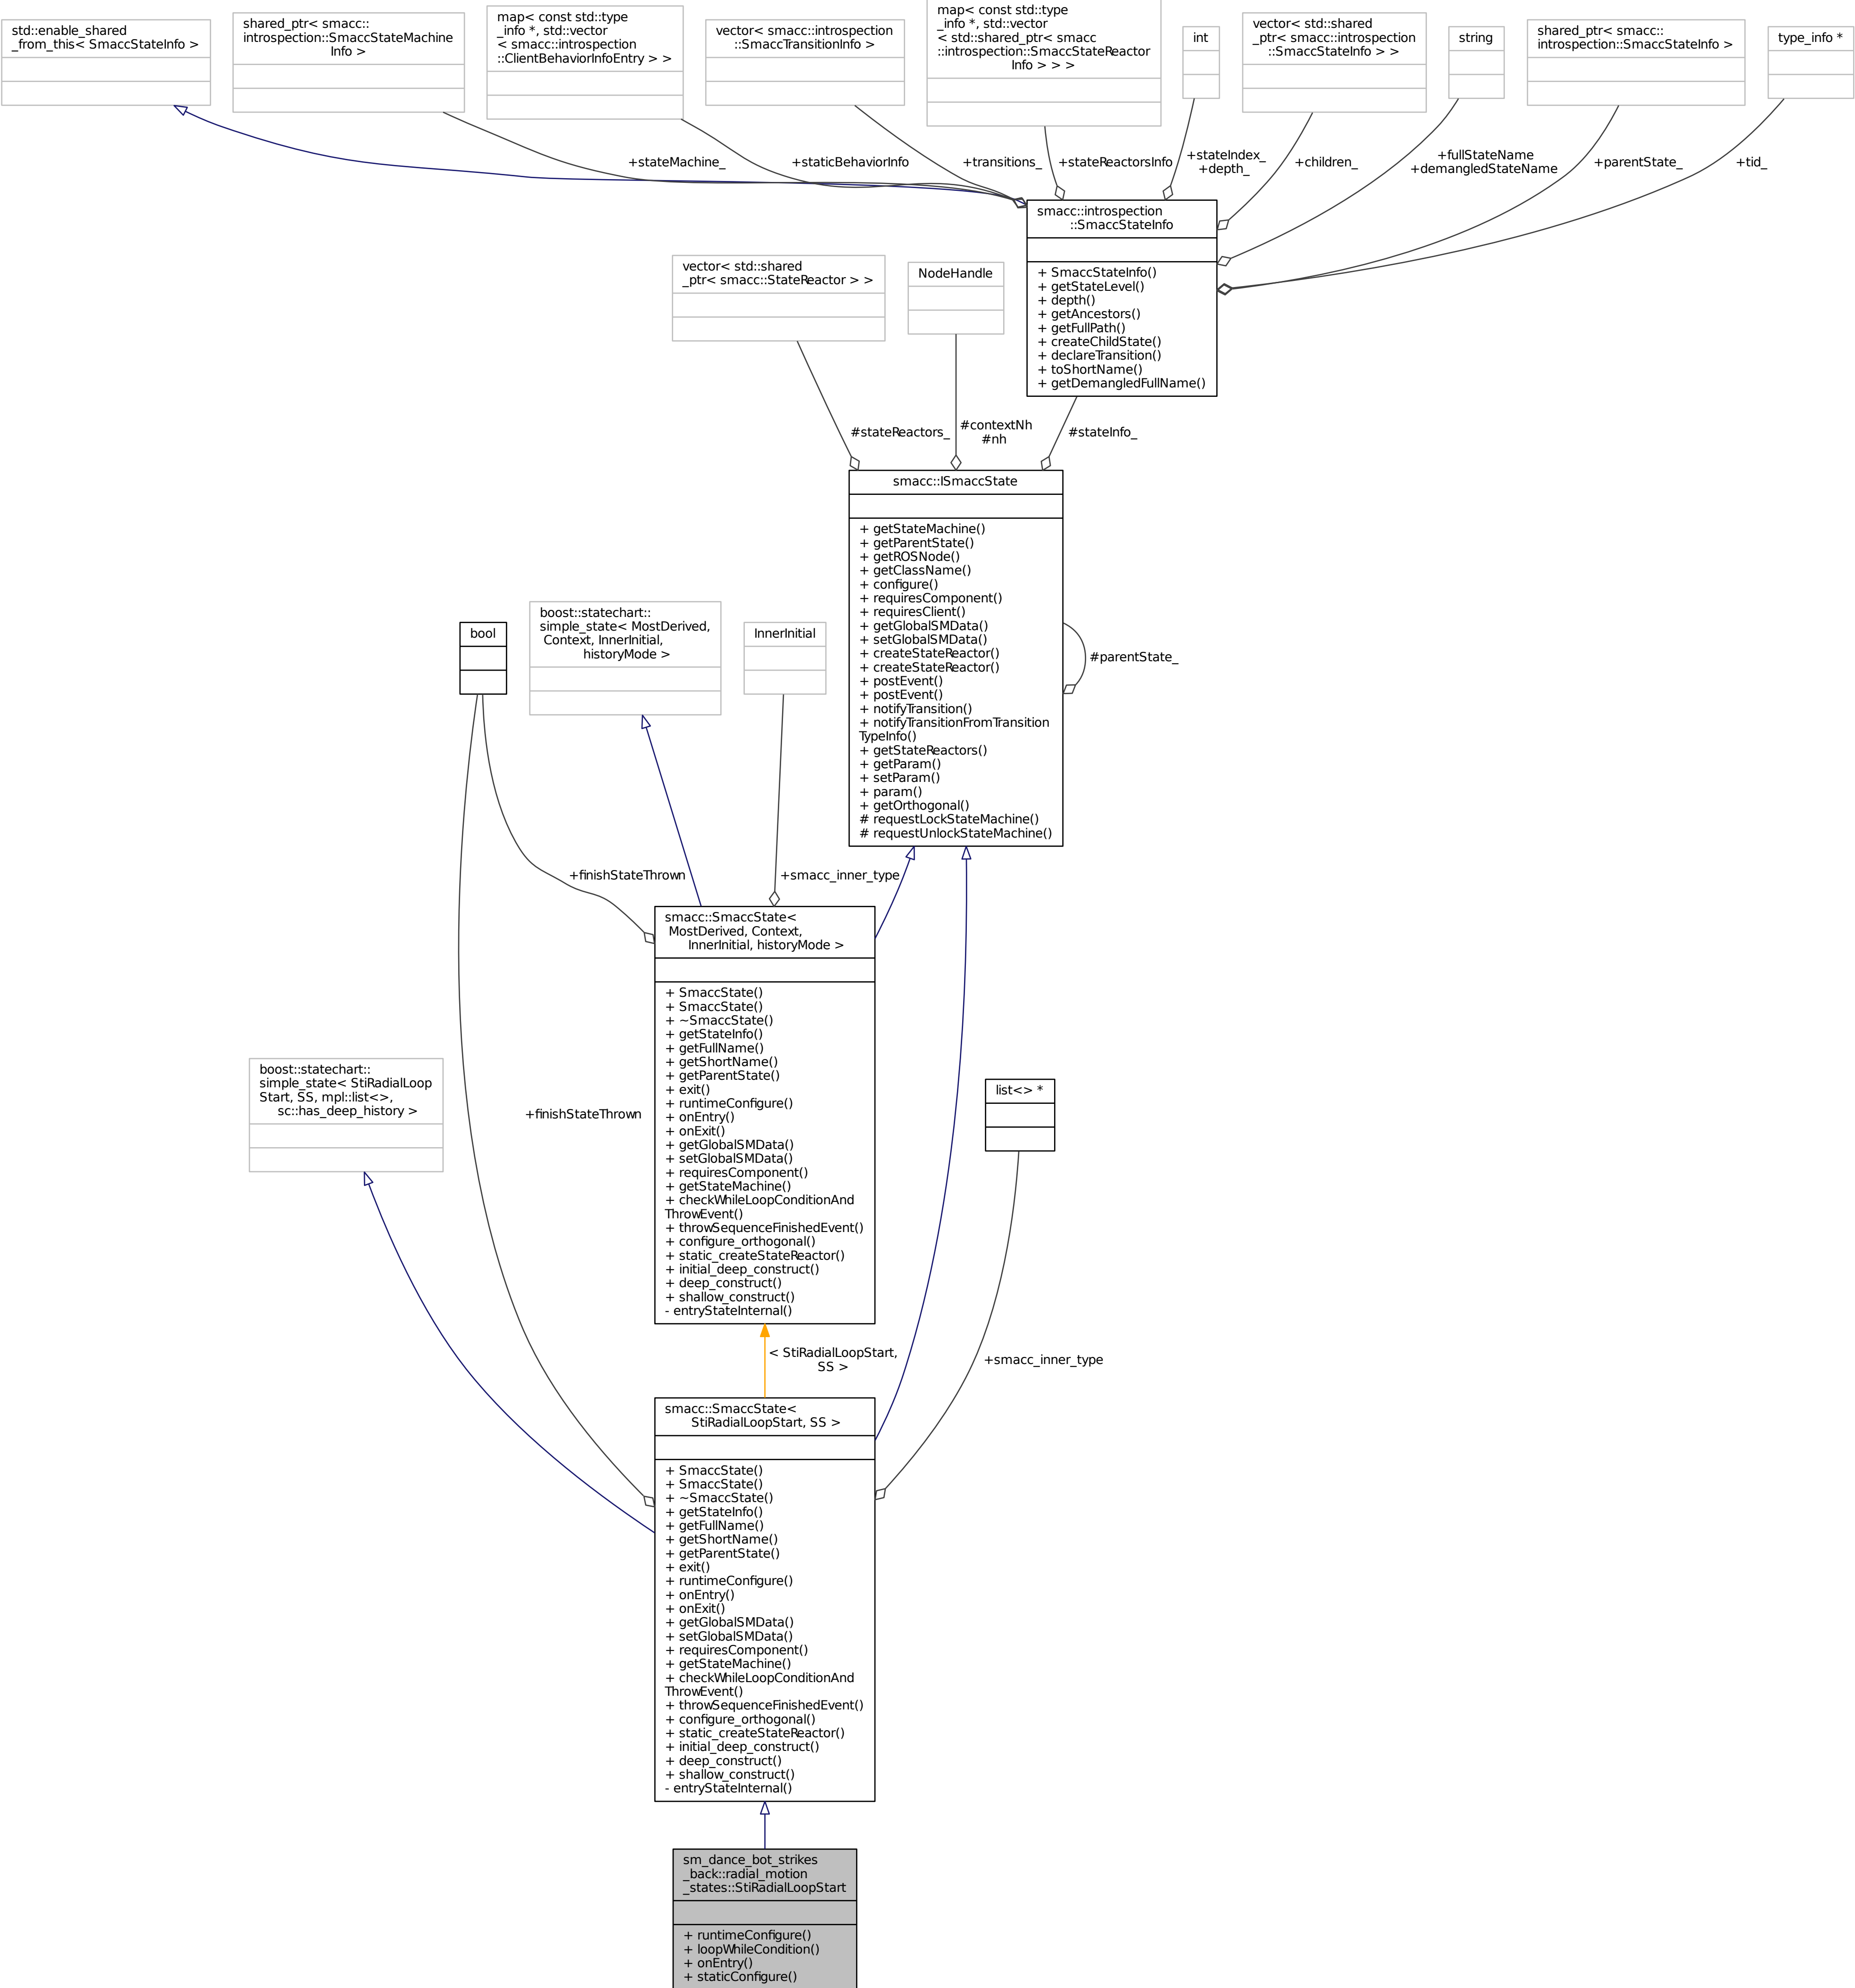 std::enable_shared
_from_this< SmaccStateInfo >
shared_ptr< smacc::
introspection::SmaccStateMachine
Info >
map< const std::type
_info *, std::vector
< smacc::introspection
::ClientBehaviorInfoEntry > >
vector< smacc::introspection
::SmaccTransitionInfo >
map< const std::type
_info *, std::vector
< std::shared_ptr< smacc
::introspection::SmaccStateReactor
Info > > >
int
vector< std::shared
_ptr< smacc::introspection
::SmaccStateInfo > >
string
shared_ptr< smacc::
introspection::SmaccStateInfo >
type_info *
+stateMachine_
+staticBehaviorInfo
+transitions_
+stateReactorsInfo
+stateIndex_
+depth_
+children_
+fullStateName
+demangledStateName
+parentState_
+tid_
smacc::introspection
::SmaccStateInfo
+ SmaccStateInfo()
+ getStateLevel()
+ depth()
+ getAncestors()
+ getFullPath()
+ createChildState()
+ declareTransition()
+ toShortName()
+ getDemangledFullName()
vector< std::shared
_ptr< smacc::StateReactor > >
NodeHandle
#stateReactors_
#contextNh
#nh
#stateInfo_
smacc::ISmaccState
+ getStateMachine()
+ getParentState()
+ getROSNode()
+ getClassName()
+ configure()
+ requiresComponent()
+ requiresClient()
+ getGlobalSMData()
+ setGlobalSMData()
+ createStateReactor()
+ createStateReactor()
+ postEvent()
+ postEvent()
+ notifyTransition()
+ notifyTransitionFromTransition
TypeInfo()
+ getStateReactors()
+ getParam()
+ setParam()
+ param()
+ getOrthogonal()
# requestLockStateMachine()
# requestUnlockStateMachine()
#parentState_
bool
boost::statechart::
simple_state< MostDerived,
Context, InnerInitial,
historyMode >
InnerInitial
+finishStateThrown
+smacc_inner_type
smacc::SmaccState<
MostDerived, Context,
InnerInitial, historyMode >
+ SmaccState()
+ SmaccState()
+ ~SmaccState()
+ getStateInfo()
+ getFullName()
+ getShortName()
+ getParentState()
+ exit()
+ runtimeConfigure()
+ onEntry()
+ onExit()
+ getGlobalSMData()
+ setGlobalSMData()
+ requiresComponent()
+ getStateMachine()
+ checkWhileLoopConditionAnd
ThrowEvent()
+ throwSequenceFinishedEvent()
+ configure_orthogonal()
+ static_createStateReactor()
+ initial_deep_construct()
+ deep_construct()
+ shallow_construct()
- entryStateInternal()
boost::statechart::
simple_state< StiRadialLoop
Start, SS, mpl::list<>,
sc::has_deep_history >
+finishStateThrown
list<> *
< StiRadialLoopStart,
SS >
+smacc_inner_type
smacc::SmaccState<
StiRadialLoopStart, SS >
+ SmaccState()
+ SmaccState()
+ ~SmaccState()
+ getStateInfo()
+ getFullName()
+ getShortName()
+ getParentState()
+ exit()
+ runtimeConfigure()
+ onEntry()
+ onExit()
+ getGlobalSMData()
+ setGlobalSMData()
+ requiresComponent()
+ getStateMachine()
+ checkWhileLoopConditionAnd
ThrowEvent()
+ throwSequenceFinishedEvent()
+ configure_orthogonal()
+ static_createStateReactor()
+ initial_deep_construct()
+ deep_construct()
+ shallow_construct()
- entryStateInternal()
sm_dance_bot_strikes
_back::radial_motion
_states::StiRadialLoopStart
+ runtimeConfigure()
+ loopWhileCondition()
+ onEntry()
+ staticConfigure()